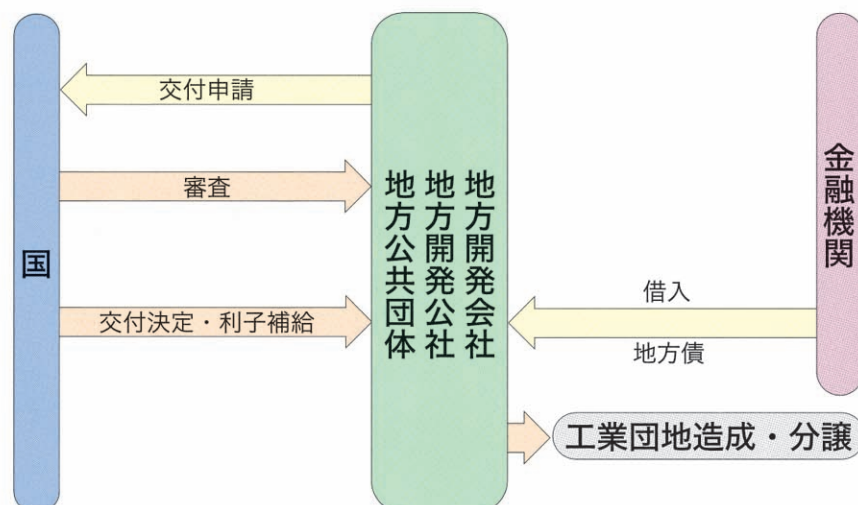 国
交付申請
審査
交付決定・利子補給
地方開発会社
地方開発公社
地方公共団体
金融機関
借入
地方債
工業団地造成・分譲